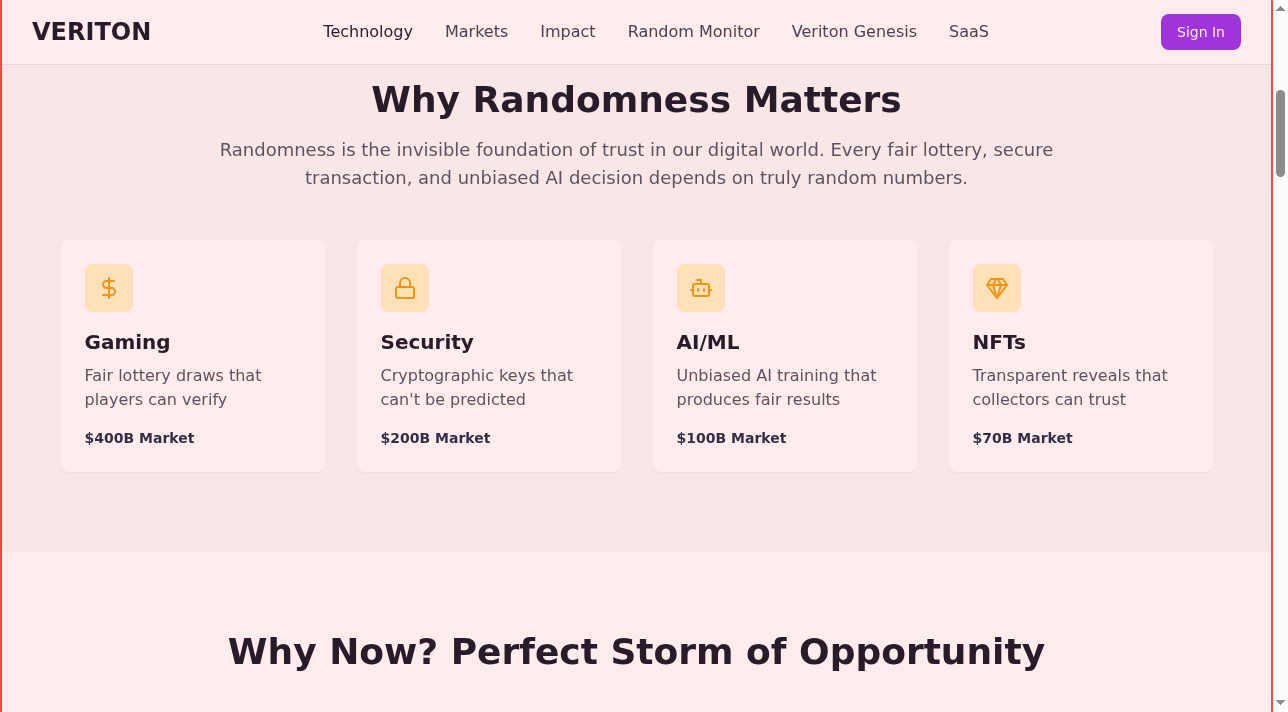 VERITON
Technology
Markets
Impact
Random Monitor
Veriton Genesis
SaaS
Sign In
Why Randomness Matters
Randomness is the invisible foundation of trust in our digital world. Every fair lottery, secure
transaction, and unbiased AI decision depends on truly random numbers.
Gaming
Fair lottery draws that
players can verify
$400B Market
Security
Cryptographic keys that
can't be predicted
$200B Market
AI/ML
Unbiased AI training that
produces fair results
$100B Market
NFTs
Transparent reveals that
collectors can trust
$70B Market
Why Now? Perfect Storm of Opportunity